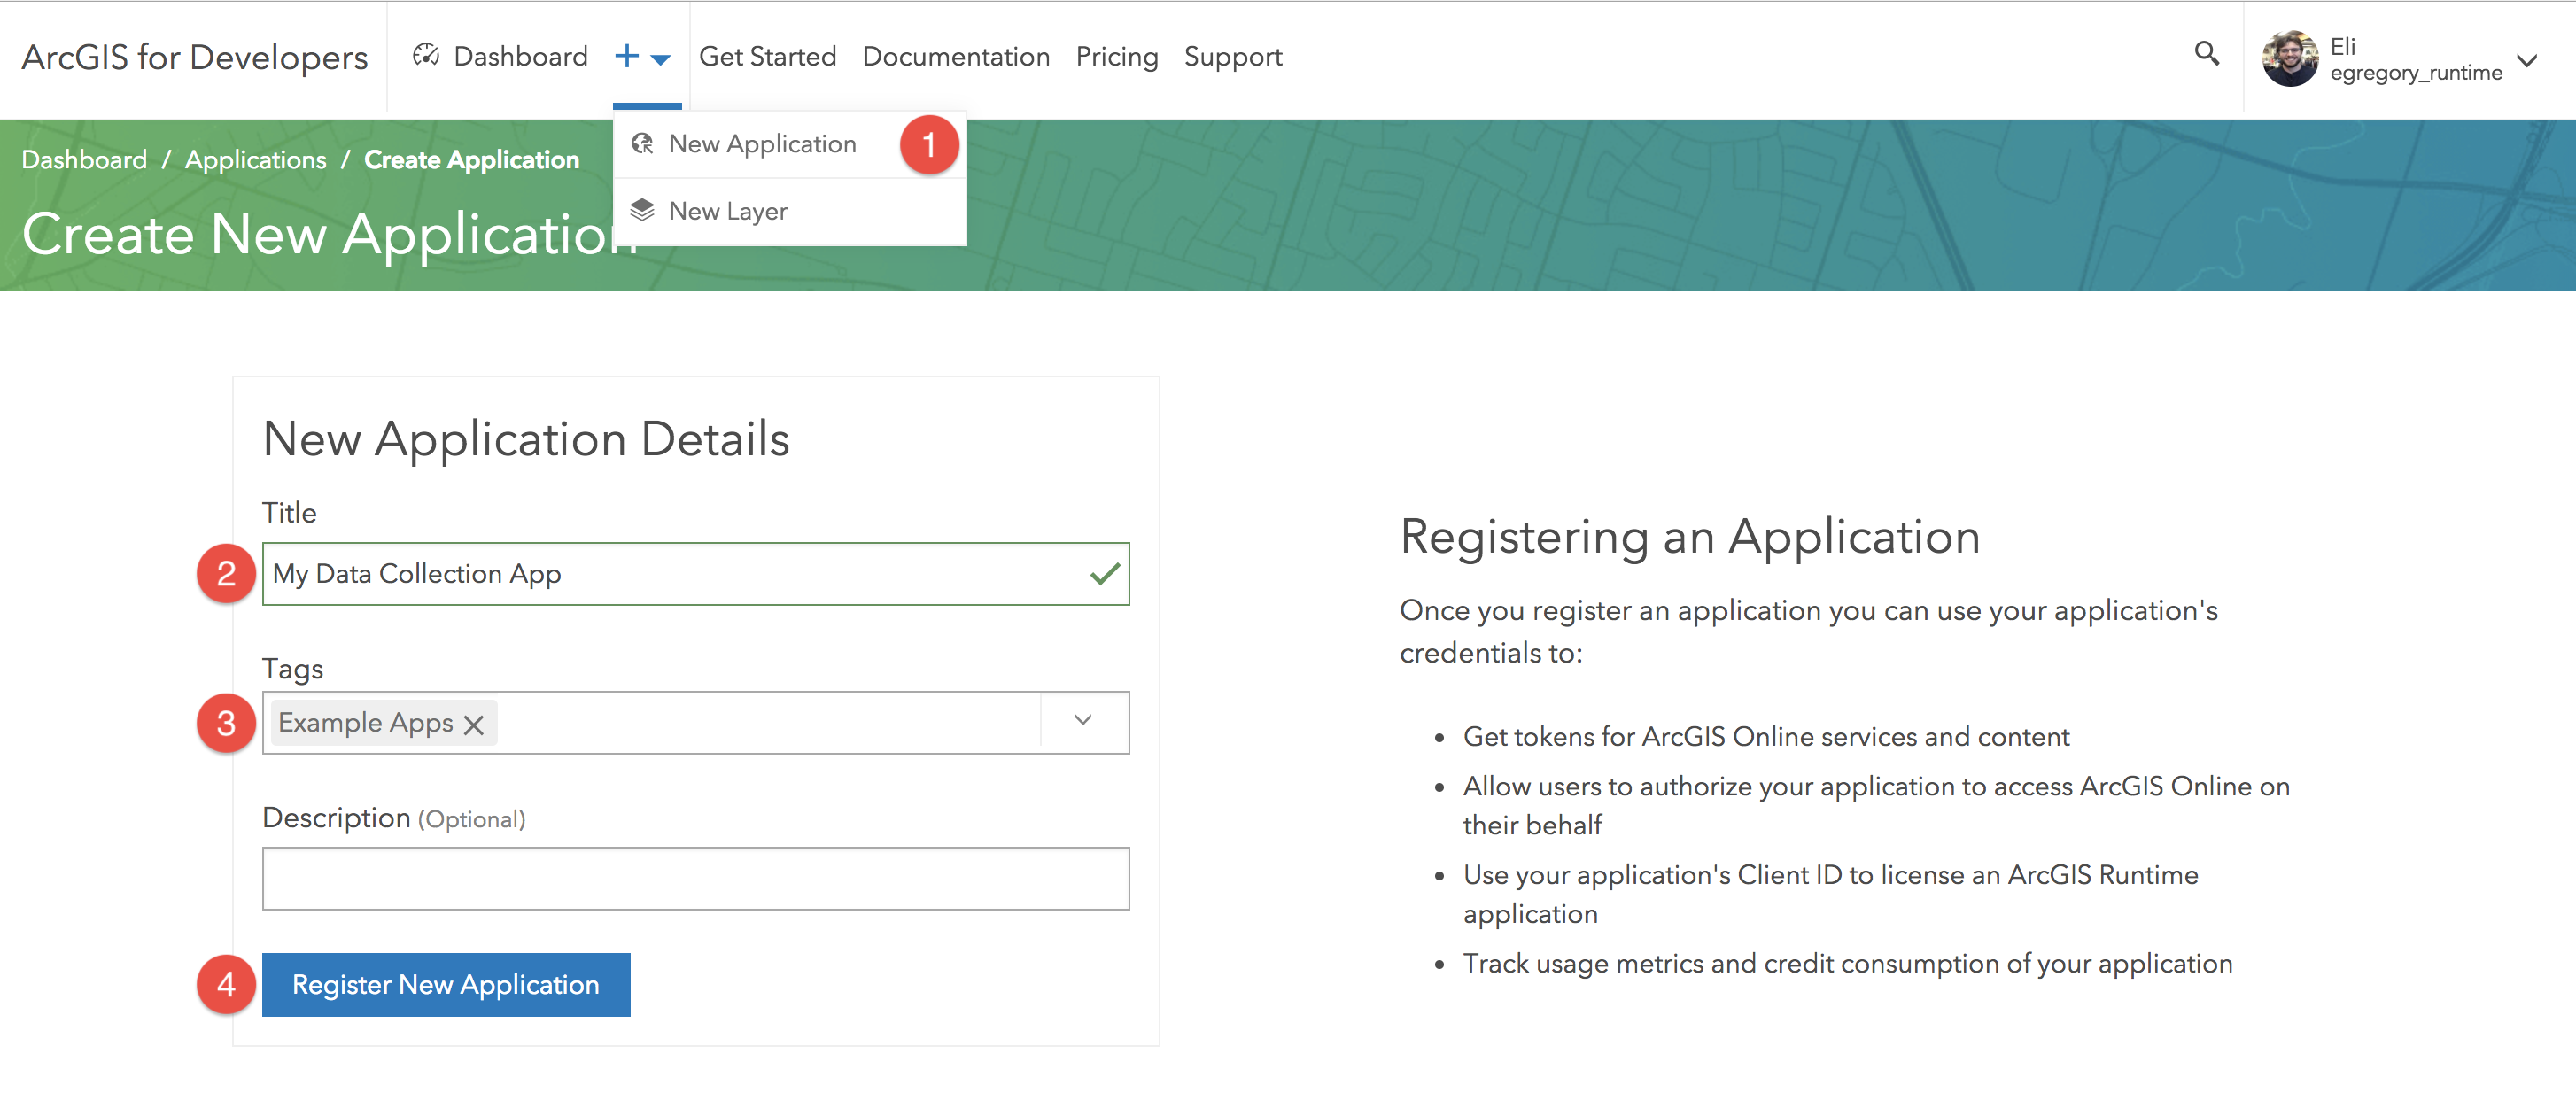 ArcGIS for Developers Dashboard + Get Started Documentation Pricing Support Eli
egregory_runtime
New Application 1
New Layer
Dashboard / Applications / Create Application
Create New Application
New Application Details
Title
2 My Data Collection App
Tags
3 Example Apps
Description (Optional)
4 Register New Application
Registering an Application
Once you register an application you can use your application's
credentials to:
• Get tokens for ArcGIS Online services and content
• Allow users to authorize your application to access ArcGIS Online on
their behalf
• Use your application's Client ID to license an ArcGIS Runtime
application
• Track usage metrics and credit consumption of your application